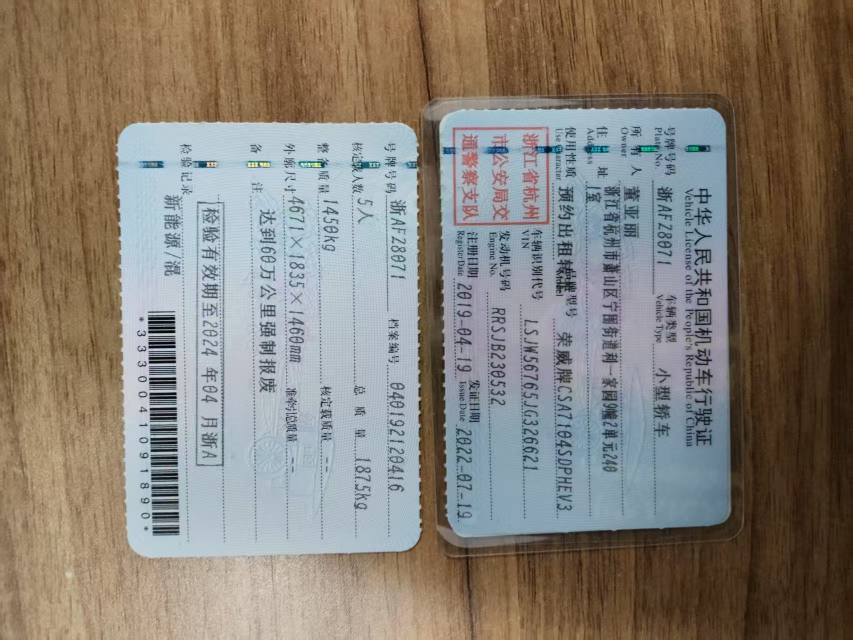 中华人民共和国机动车行驶证
Vehicle License of the People's Republic of China
号牌号码 浙AFZ8071 车辆类型 小型轿车
Plate No. Vehicle Type
所有人 董亚丽
Owner
住址 浙江省杭州市萧山区宁围街道利一家园9幢2单元240
Address 1室
使用性质 预约出租转 品牌型号 荣威牌CSA7104SDPHEV3
Use Character
浙江省杭州
市公安局交
通警察支队
车辆识别代号 LSJW56765JG326621
VIN
发动机号码 RRSJB230532
Engine No.
注册日期 2019-04-19 发证日期 2022-07-19
Register Date Issue Date
号牌号码 浙AFZ8071 档案编号 040192120416
核定载人数 5人 总质量 1875kg
整备质量 1450kg 核定载质量 --
外廓尺寸 4671×1835×1460mm 准牵引总质量 --
备注 达到60万公里强制报废
检验有效期至2024年04月浙A
检验记录
新能源/混
*3330041091890*